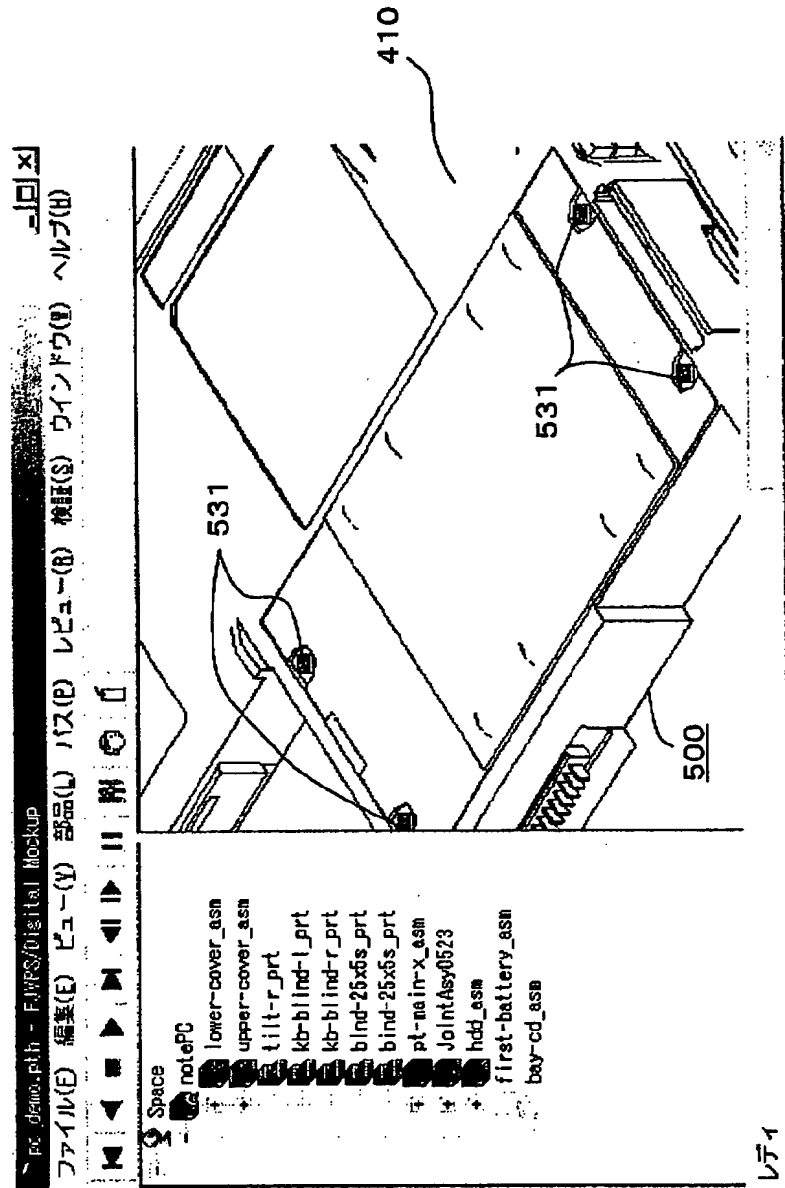 pc_demo.pth - FJVPS/Digital Mockup
ファイル(F) 編集(E) ビュー(V) 部品(L) パス(P) レビュー(R) 検証(S) ウインドウ(W) ヘルプ(H)
Space
notePC
lower-cover_asm
upper-cover_asm
tilt-r_prt
kb-blind-l_prt
kb-blind-r_prt
bind-25x5s_prt
bind-25x5s_prt
pt-main-x_asm
JointAsy0523
hdd_asm
first-battery_asm
bay-cd_asm
レディ
531
531
500
410